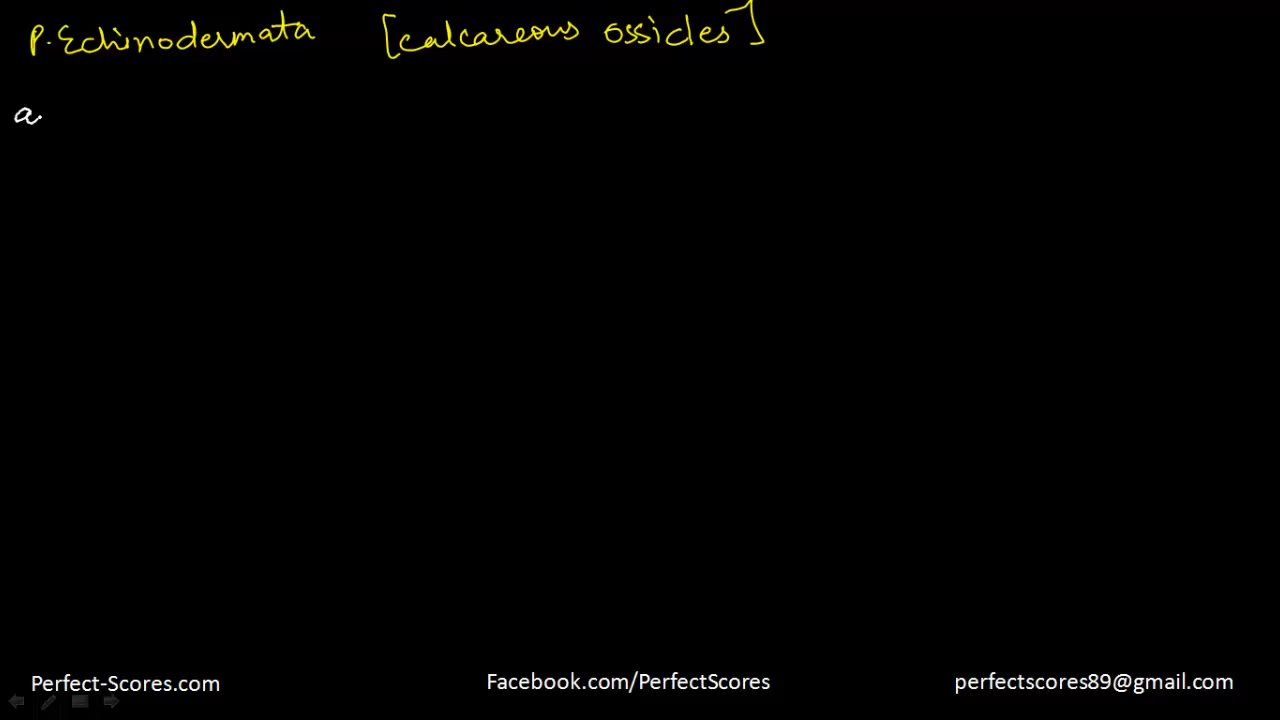 P. Echinodermata [calcareous ossicles]
a.
Perfect-Scores.com Facebook.com/PerfectScores perfectscores89@gmail.com